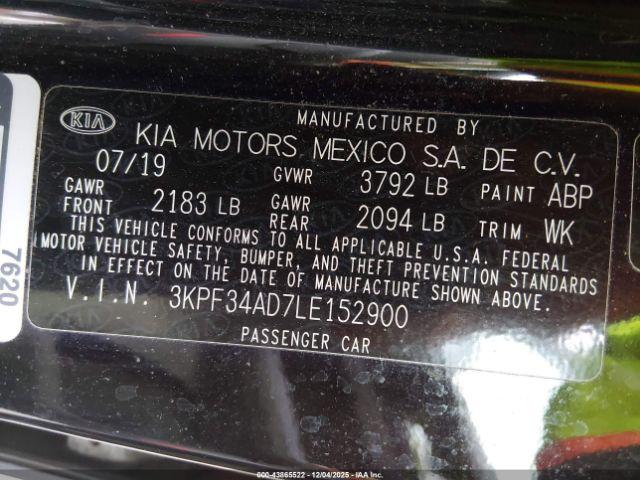 KIA
MANUFACTURED BY
KIA MOTORS MEXICO S.A. DE C.V.
07/19 GVWR 3792 LB PAINT ABP
GAWR FRONT 2183 LB GAWR REAR 2094 LB TRIM WK
THIS VEHICLE CONFORMS TO ALL APPLICABLE U.S.A. FEDERAL
MOTOR VEHICLE SAFETY, BUMPER, AND THEFT PREVENTION STANDARDS
IN EFFECT ON THE DATE OF MANUFACTURE SHOWN ABOVE.
V.I.N. 3KPF34AD7LE152900
PASSENGER CAR
7620
000-43865522 - 12/04/2025 - IAAI, Inc.